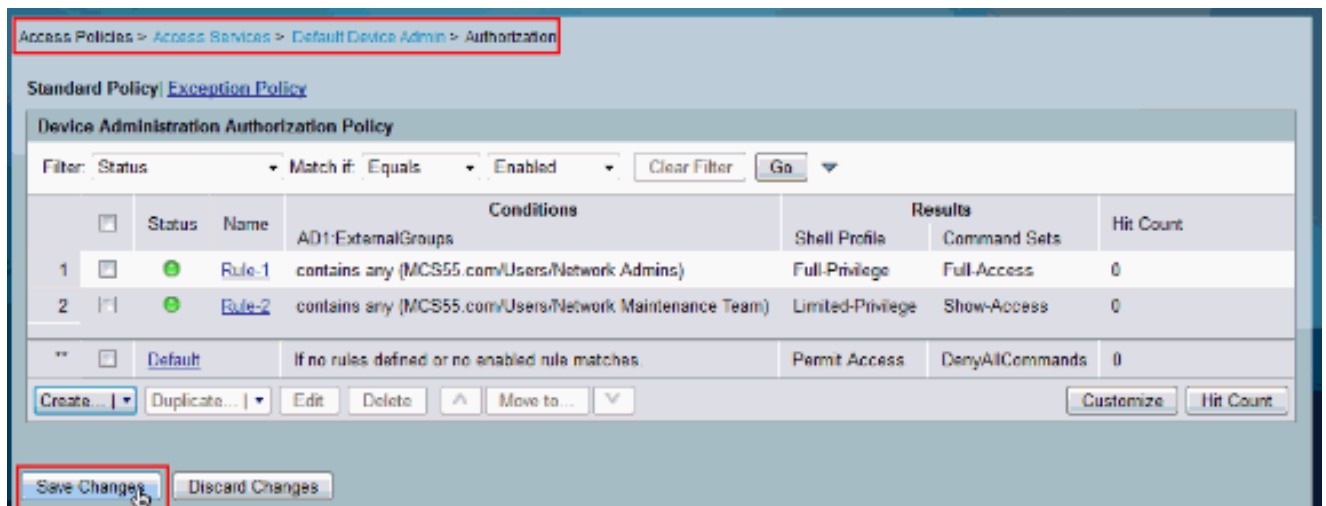 Access Policies > Access Services > Default Device Admin > Authorization
Standard Policy| Exception Policy
Device Administration Authorization Policy
Filter: Status Match if: Equals Enabled Clear Filter Go
Conditions Results
Status Name Hit Count
AD1:ExternalGroups Shell Profile Command Sets
1 Rule-1 contains any (MCS55.com/Users/Network Admins) Full-Privilege Full-Access 0
2 Rule-2 contains any (MCS55.com/Users/Network Maintenance Team) Limited-Privilege Show-Access 0
** Default If no rules defined or no enabled rule matches. Permit Access DenyAllCommands 0
Create... | Duplicate... | Edit Delete Move to... Customize Hit Count
Save Changes Discard Changes